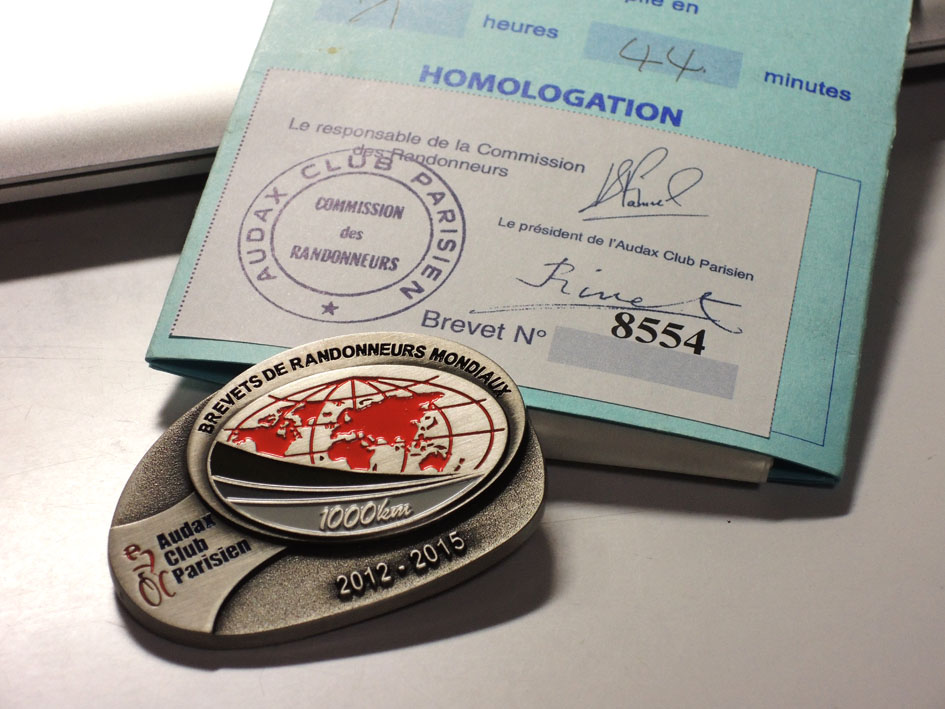 en
heures
44
minutes
HOMOLOGATION
Le responsable de la Commission
des Randonneurs
AUDAX CLUB PARISIEN
COMMISSION
des
RANDONNEURS
Le président de l'Audax Club Parisien
Brevet N° 8554
BREVETS DE RANDONNEURS MONDIAUX
1000km
Audax
Club
Parisien
2012 - 2015